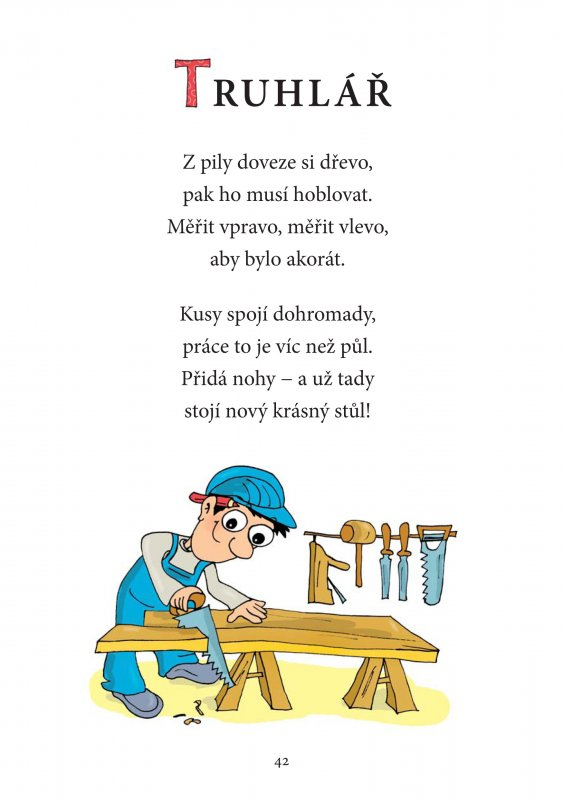 TRUHLÁŘ
Z pily doveze si dřevo,
pak ho musí hoblovat.
Měřit vpravo, měřit vlevo,
aby bylo akorát.
Kusy spojí dohromady,
práce to je víc než půl.
Přidá nohy – a už tady
stojí nový krásný stůl!
42